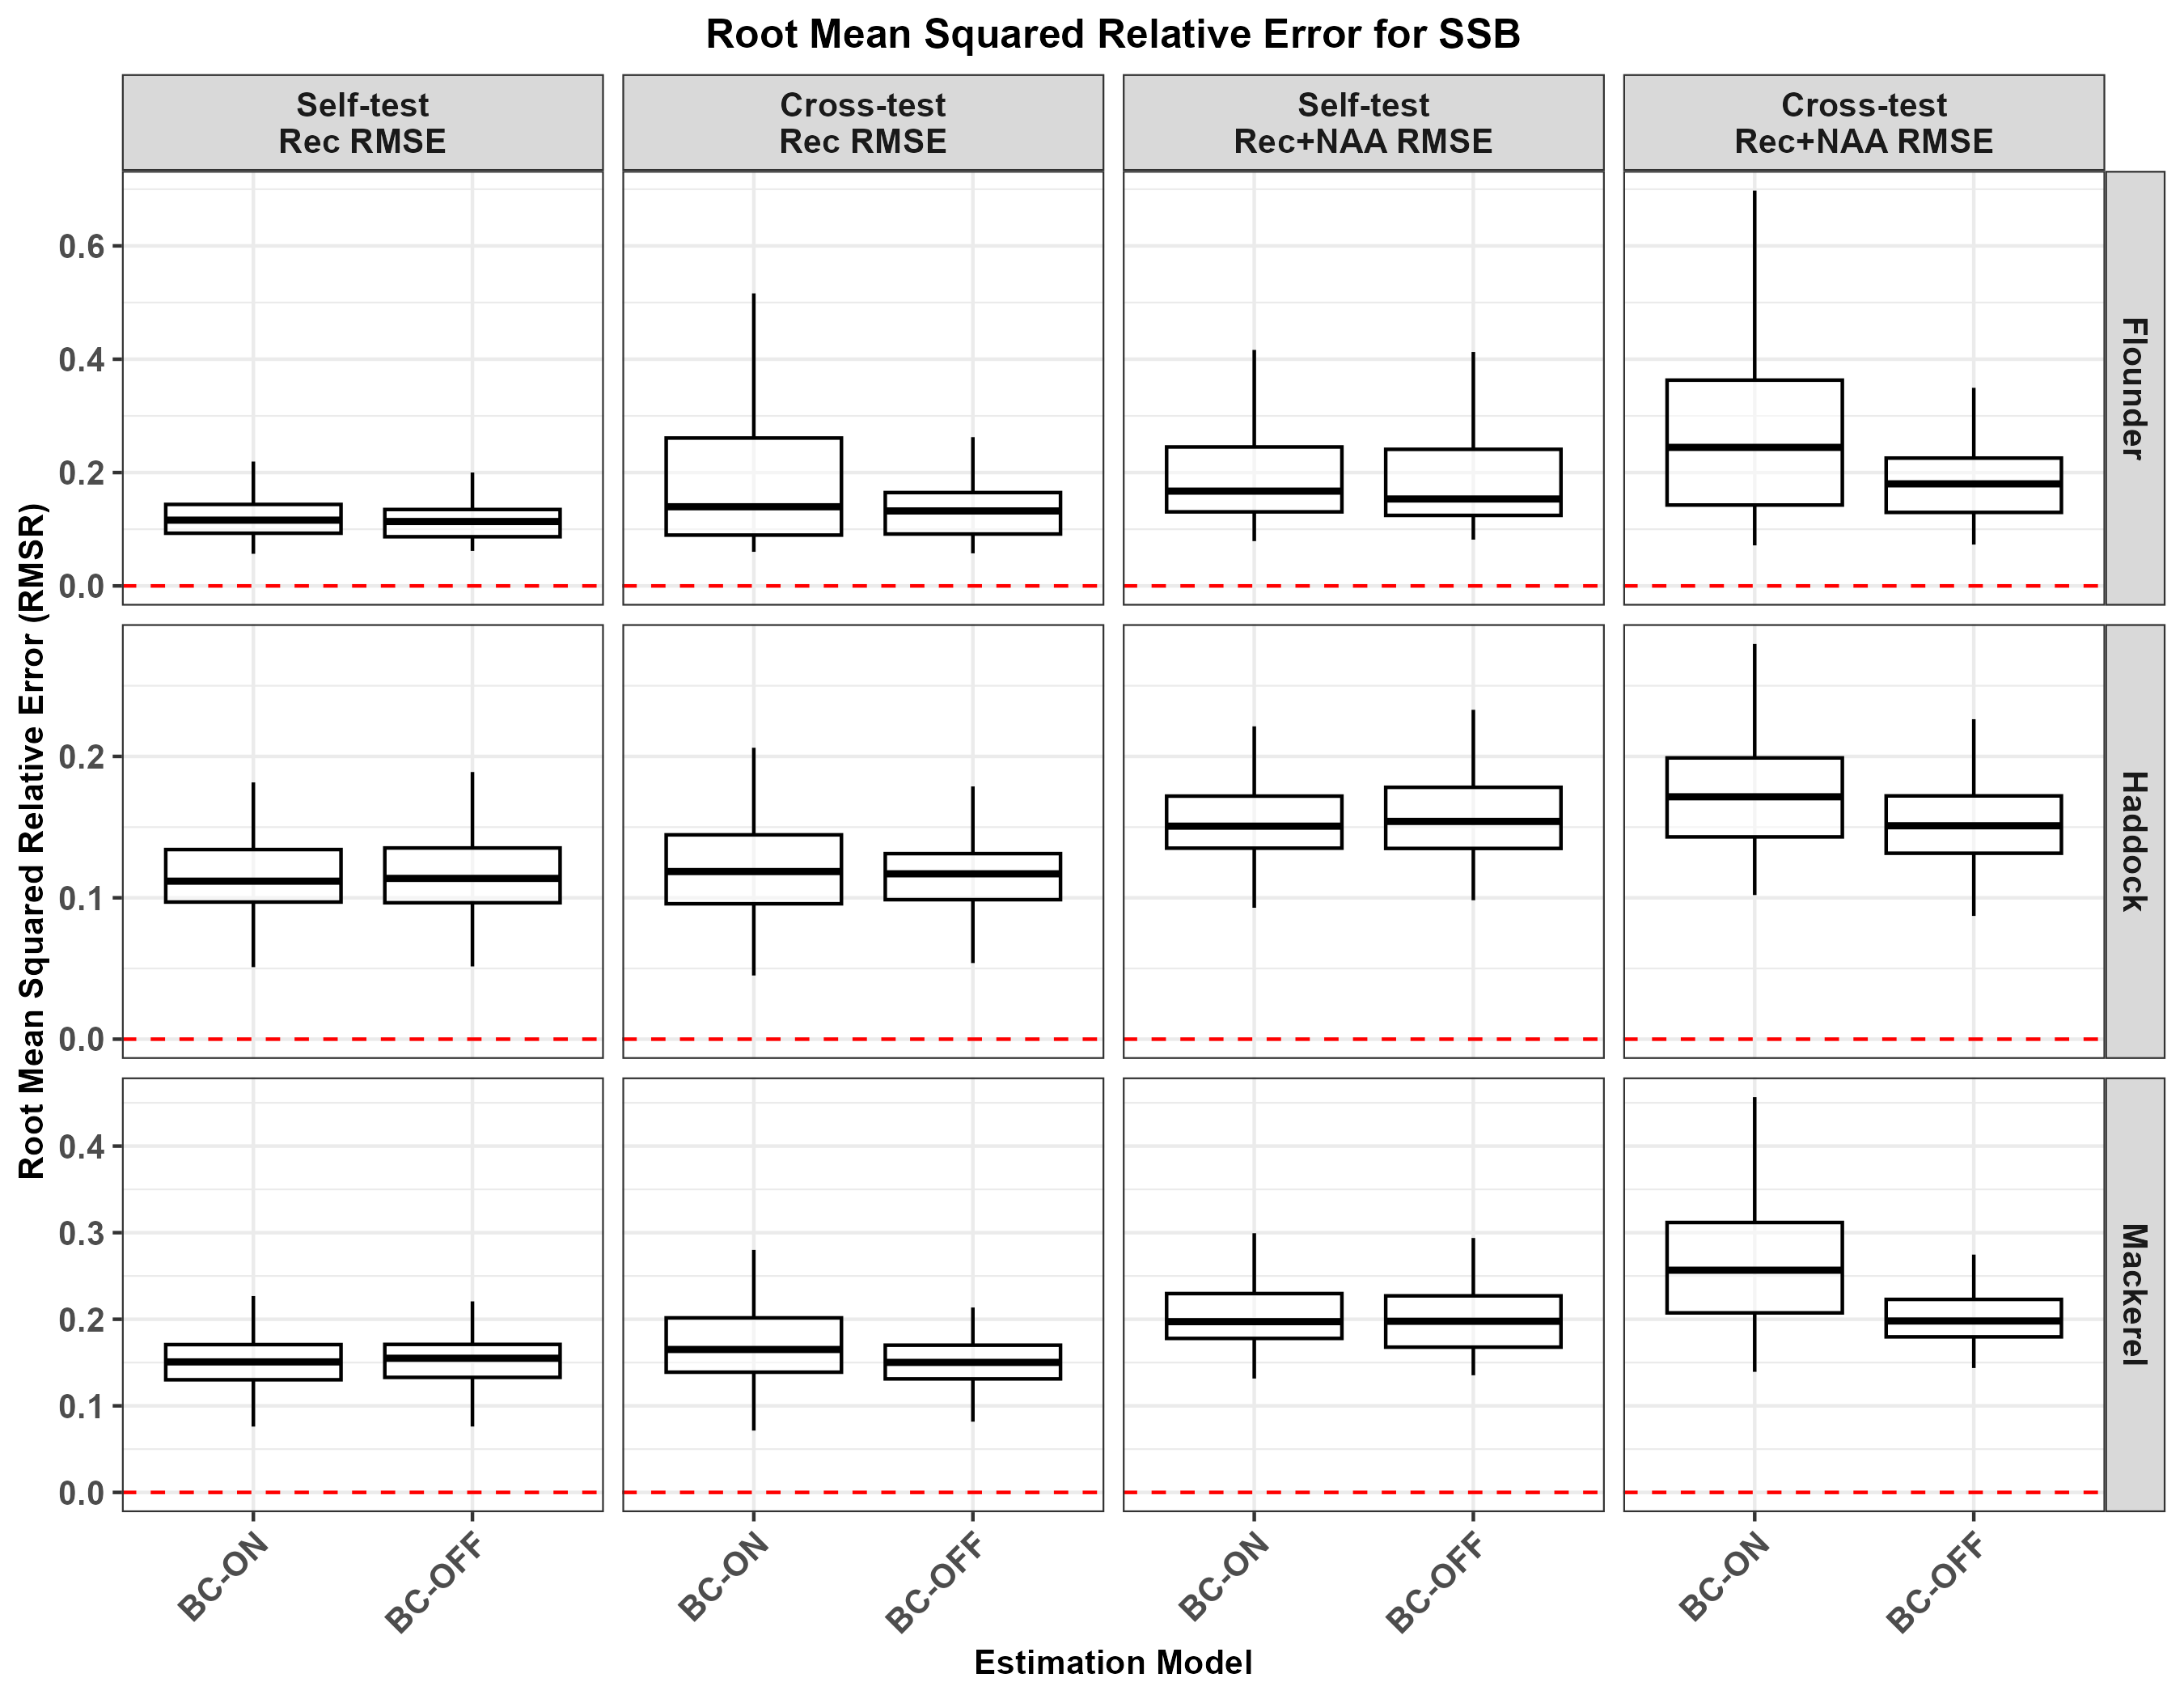 Root Mean Squared Relative Error for SSB
Self-test
Rec RMSE
Cross-test
Rec RMSE
Self-test
Rec+NAA RMSE
Cross-test
Rec+NAA RMSE
Root Mean Squared Relative Error (RMSR)
0.6
0.4
0.2
0.0
Flounder
0.2
0.1
0.0
Haddock
0.4
0.3
0.2
0.1
0.0
Mackerel
BC-ON
BC-OFF
BC-ON
BC-OFF
BC-ON
BC-OFF
BC-ON
BC-OFF
Estimation Model